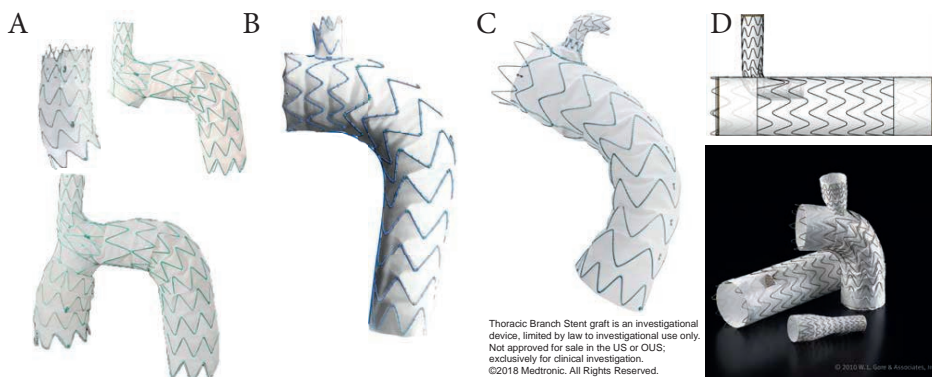 A
B
C
D
Thoracic Branch Stent graft is an investigational
device, limited by law to investigational use only.
Not approved for sale in the US or OUS;
exclusively for clinical investigation.
©2018 Medtronic. All Rights Reserved.
© 2010 W. L. Gore & Associates,